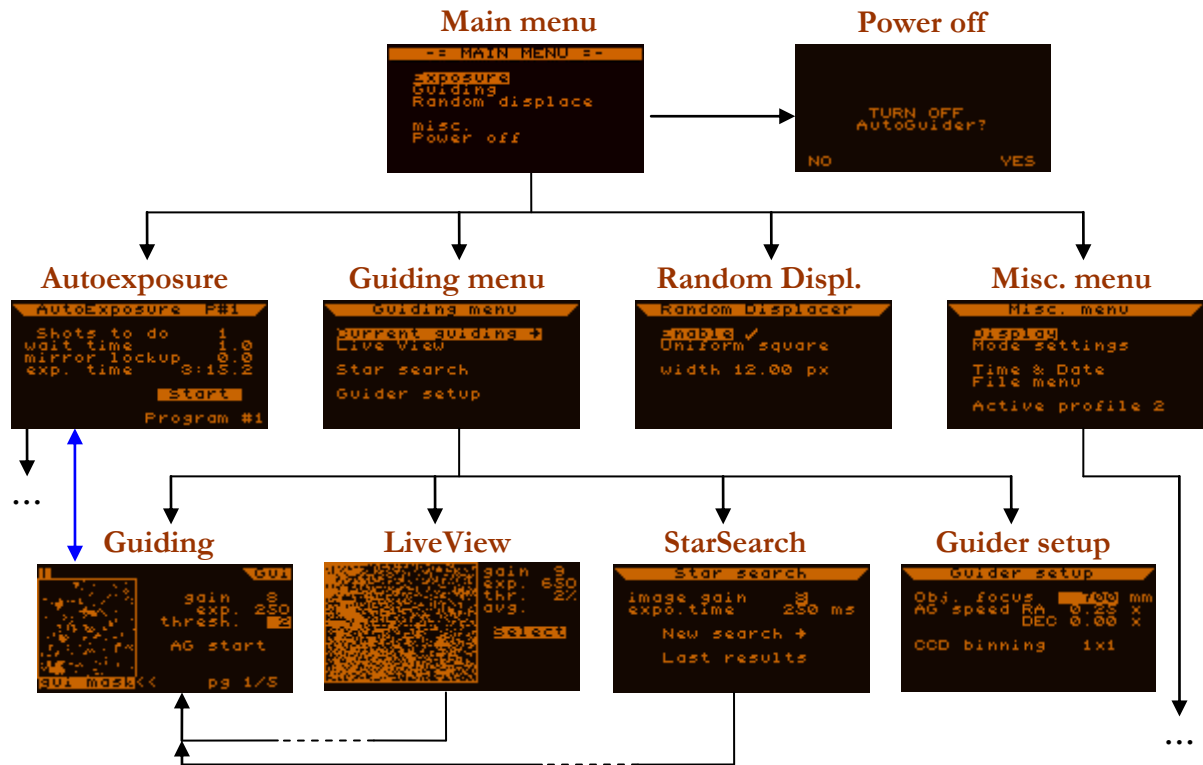 Main menu
-= MAIN MENU =-
Exposure
Guiding
Random displace
misc.
Power off
Power off
TURN OFF
AutoGuider?
NO YES
Autoexposure
AutoExposure P#1
Shots to do 1
wait time 1.0
mirror lockup 0.0
exp. time 3:15.2
Start
Program #1
...
Guiding menu
Guiding menu
Current guiding →
Live View
Star search
Guider setup
Random Displ.
Random Displacer
Enable ✓
Uniform square
width 12.00 px
Misc. menu
Misc. menu
Display
Mode settings
Time & Date
File menu
Active profile 2
...
Guiding
Gui
gain 8
exp. 250
thresh. 2
AG start
gui mask<< pg 1/5
LiveView
gain 9
exp. 650
thr. 2%
avg.
Select
StarSearch
Star search
image gain 8
expo.time 250 ms
New search →
Last results
Guider setup
Guider setup
Obj. focus 700 mm
AG speed RA 0.25 x
DEC 0.00 x
CCD binning 1x1